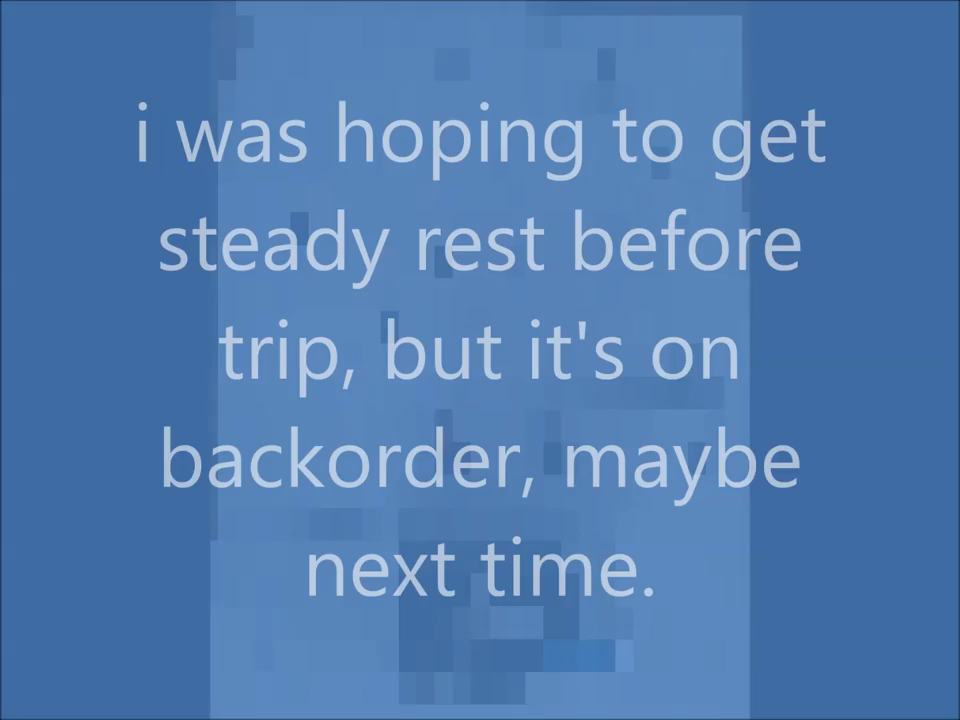 i was hoping to get
steady rest before
trip, but it's on
backorder, maybe
next time.